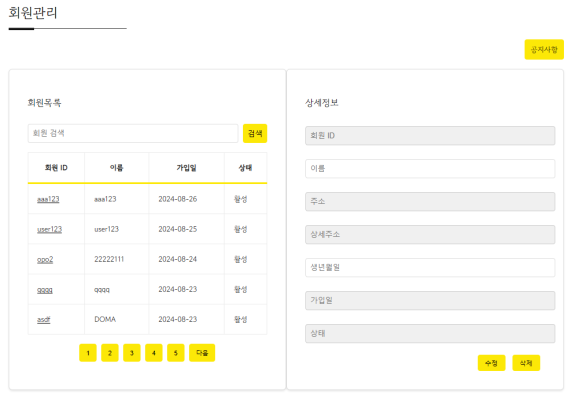 회원관리
공지사항
회원목록
회원 검색 검색
회원 ID 이름 가입일 상태
aaa123 aaa123 2024-08-26 활성
user123 user123 2024-08-25 활성
opo2 22222111 2024-08-24 활성
qqqq qqqq 2024-08-23 활성
asdf DOMA 2024-08-23 활성
1 2 3 4 5 다음
상세정보
회원 ID
이름
주소
상세주소
생년월일
가입일
상태
수정 삭제